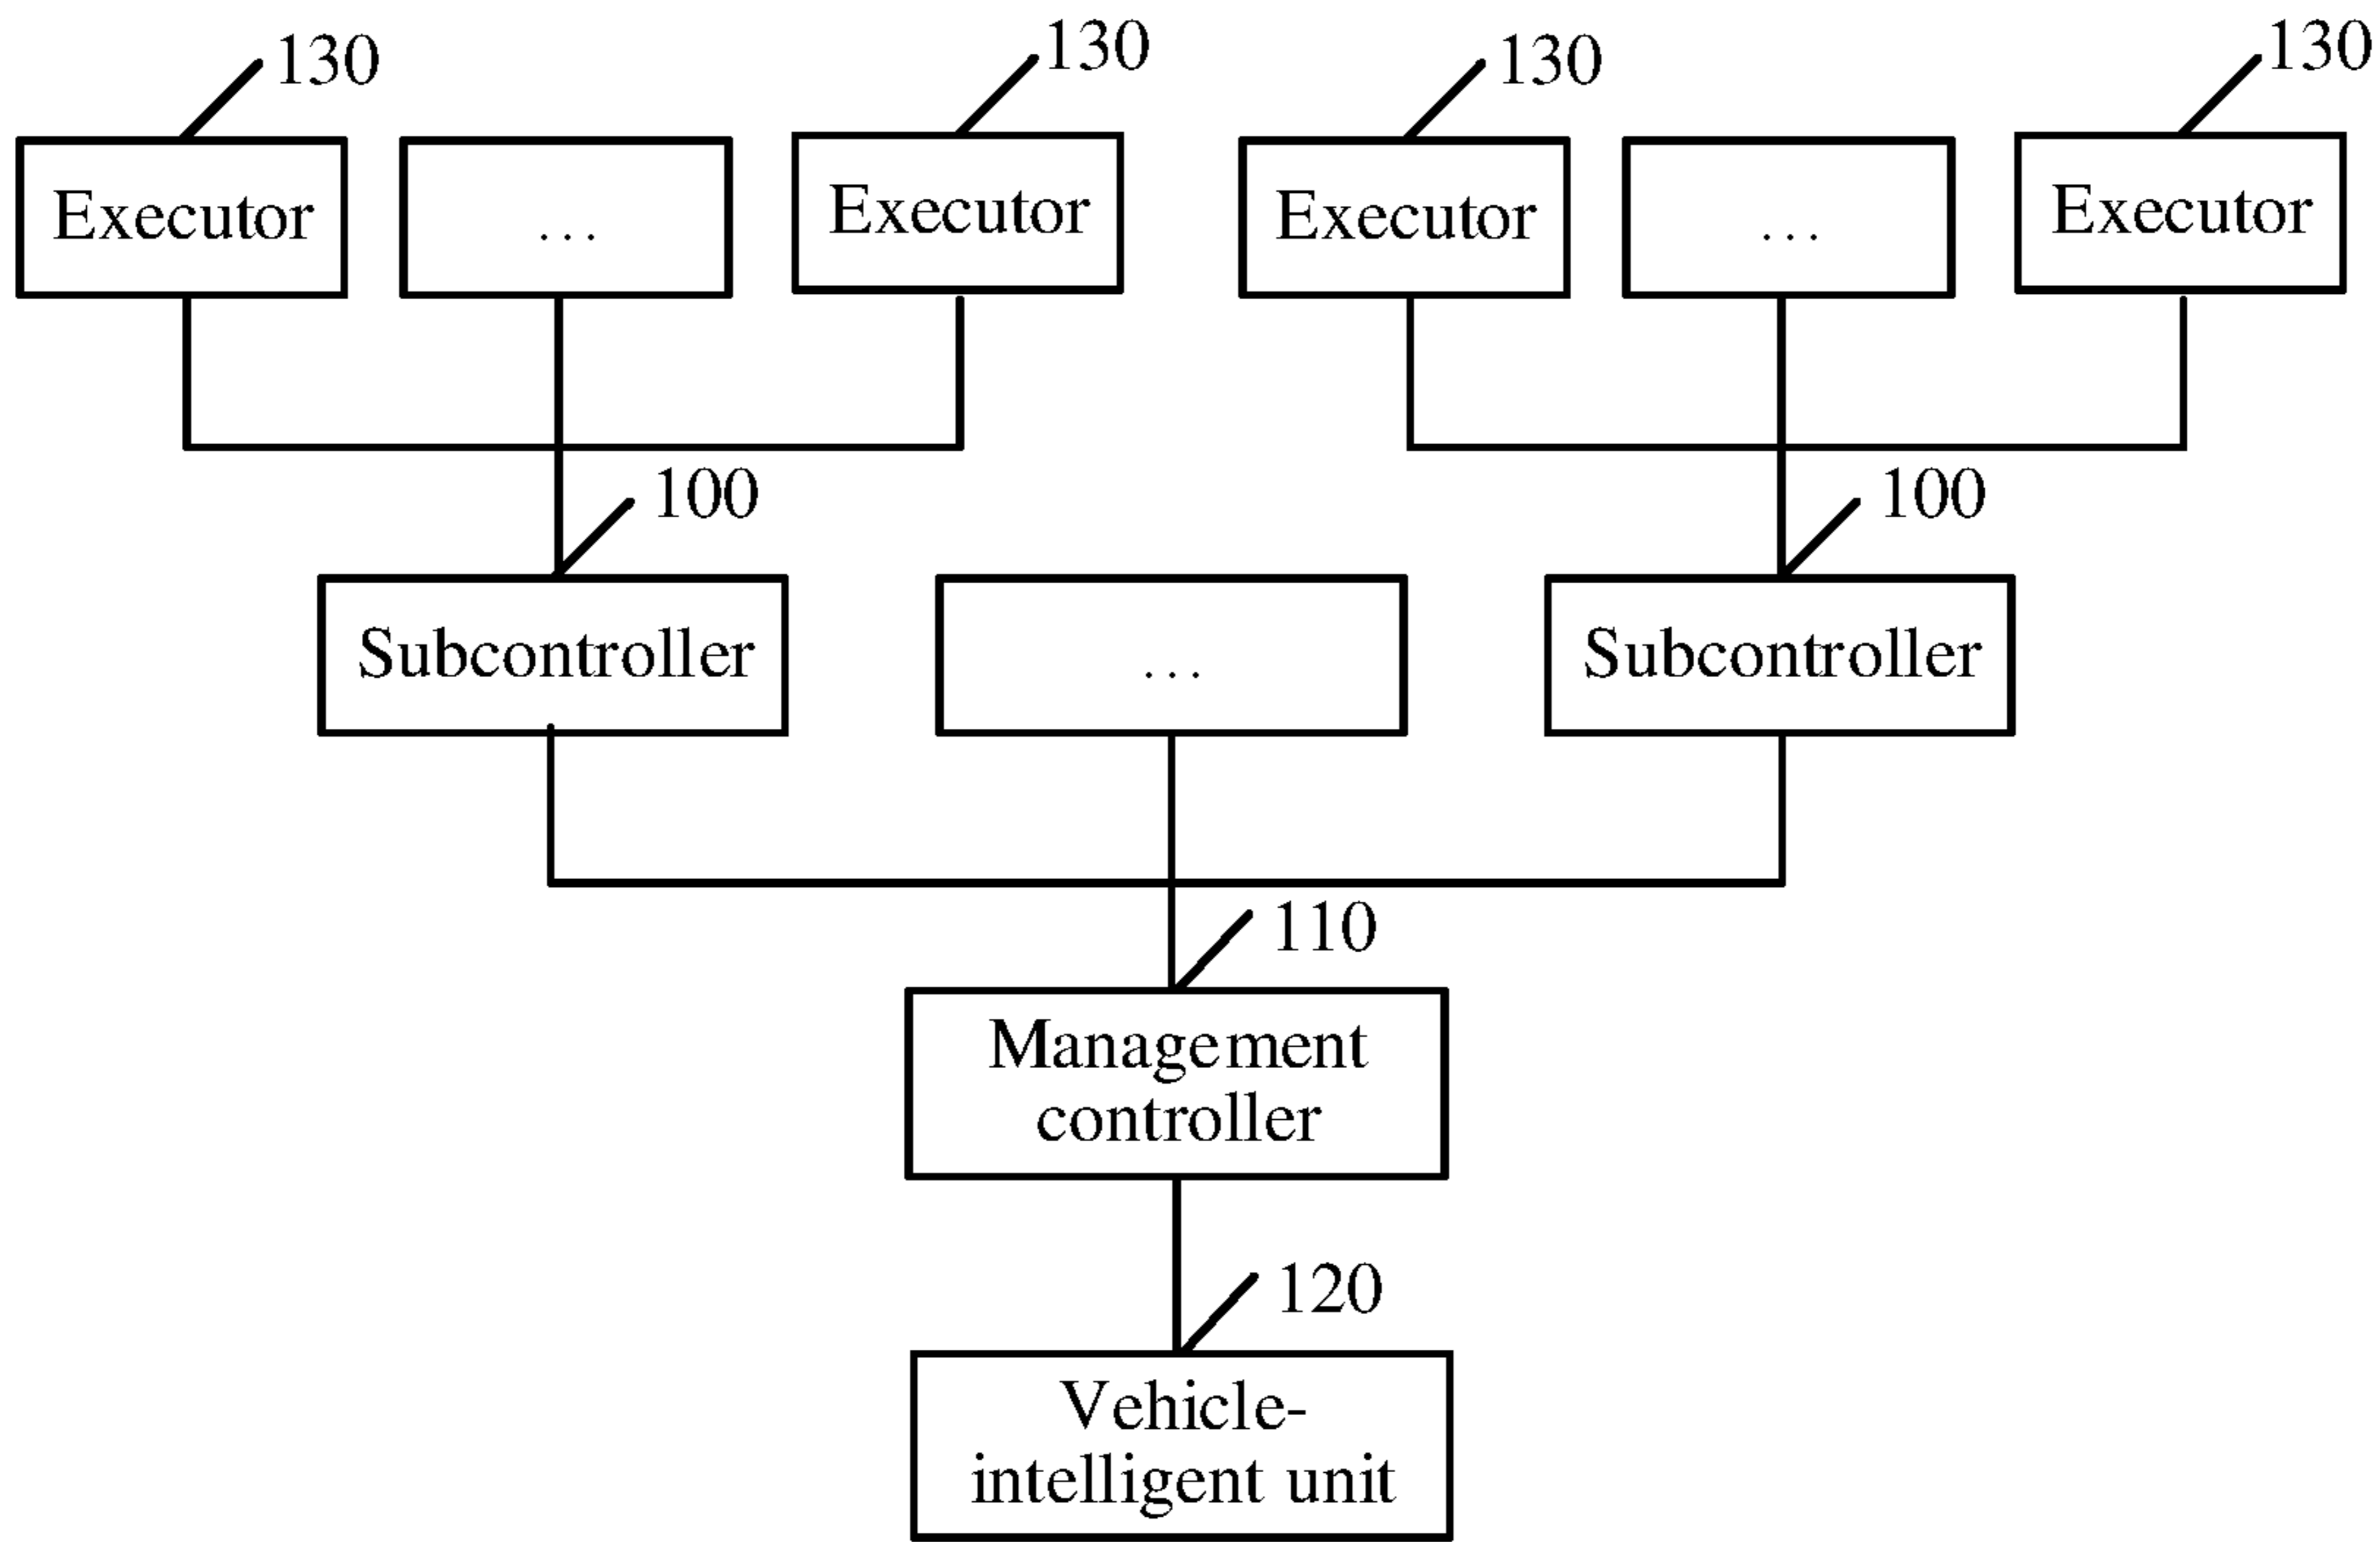 130
130
130
130
Executor
...
Executor
Executor
...
Executor
100
100
Subcontroller
...
Subcontroller
110
Management
controller
120
Vehicle-
intelligent unit